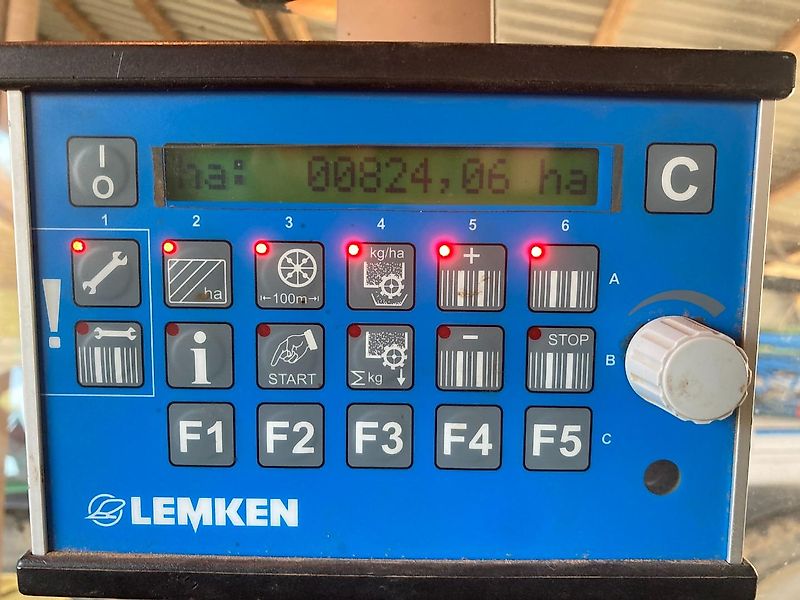 I
O
ha: 00824,06 ha
C
1 2 3 4 5 6
ha
100m
kg/ha
+
A
!
i
START
Σkg
-
STOP
B
F1 F2 F3 F4 F5
C
LEMKEN